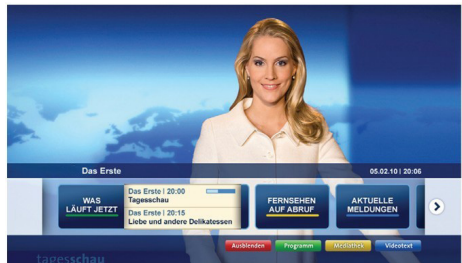 Das Erste
05.02.10 | 20:06
WAS
LÄUFT JETZT
Das Erste | 20:00
Tagesschau
Das Erste | 20:15
Liebe und andere Delikatessen
FERNSEHEN
AUF ABRUF
AKTUELLE
MELDUNGEN
Ausblenden
Programm
Mediathek
Videotext
tagesschau